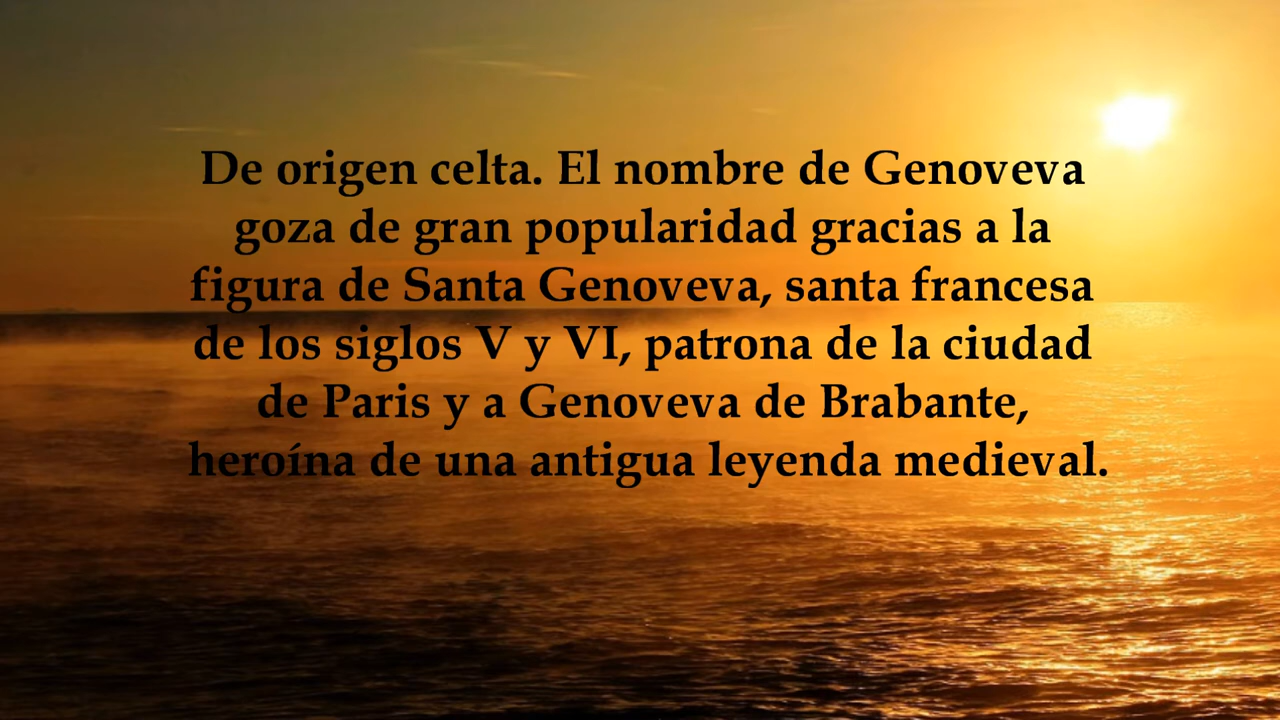 De origen celta. El nombre de Genoveva
goza de gran popularidad gracias a la
figura de Santa Genoveva, santa francesa
de los siglos V y VI, patrona de la ciudad
de Paris y a Genoveva de Brabante,
heroína de una antigua leyenda medieval.